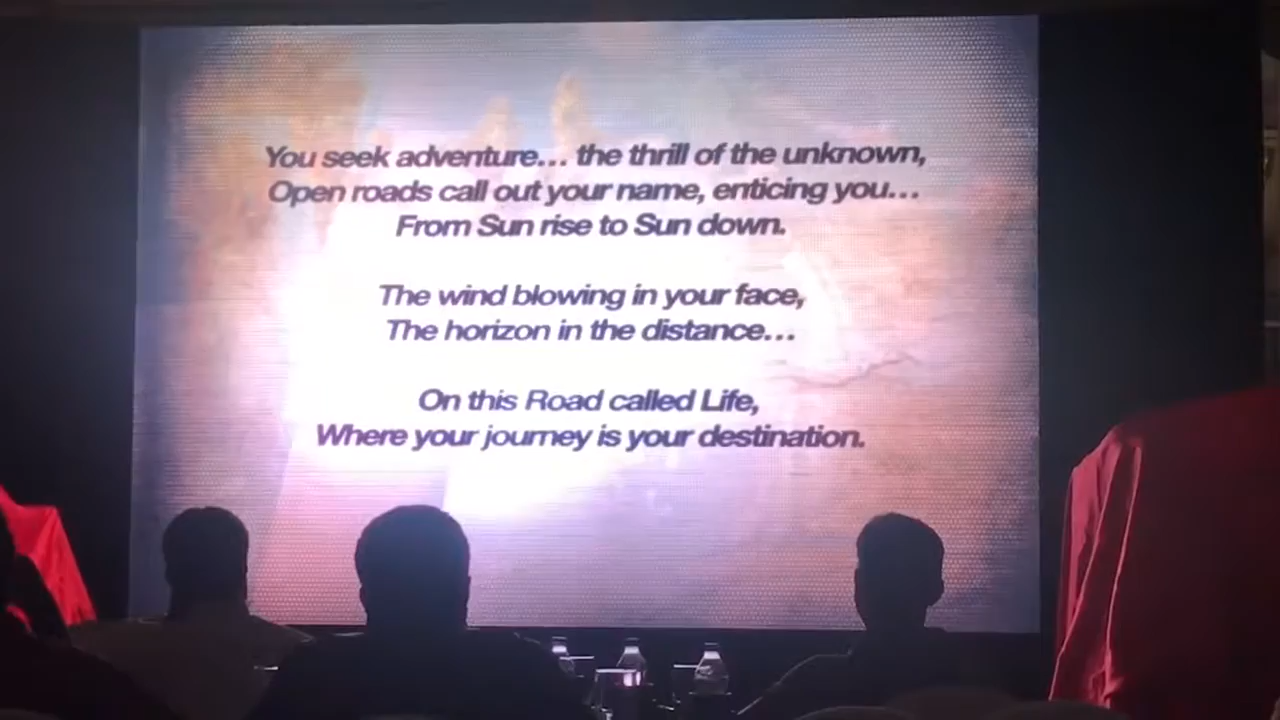 You seek adventure... the thrill of the unknown,
Open roads call out your name, enticing you...
From Sun rise to Sun down.
The wind blowing in your face,
The horizon in the distance...
On this Road called Life,
Where your journey is your destination.